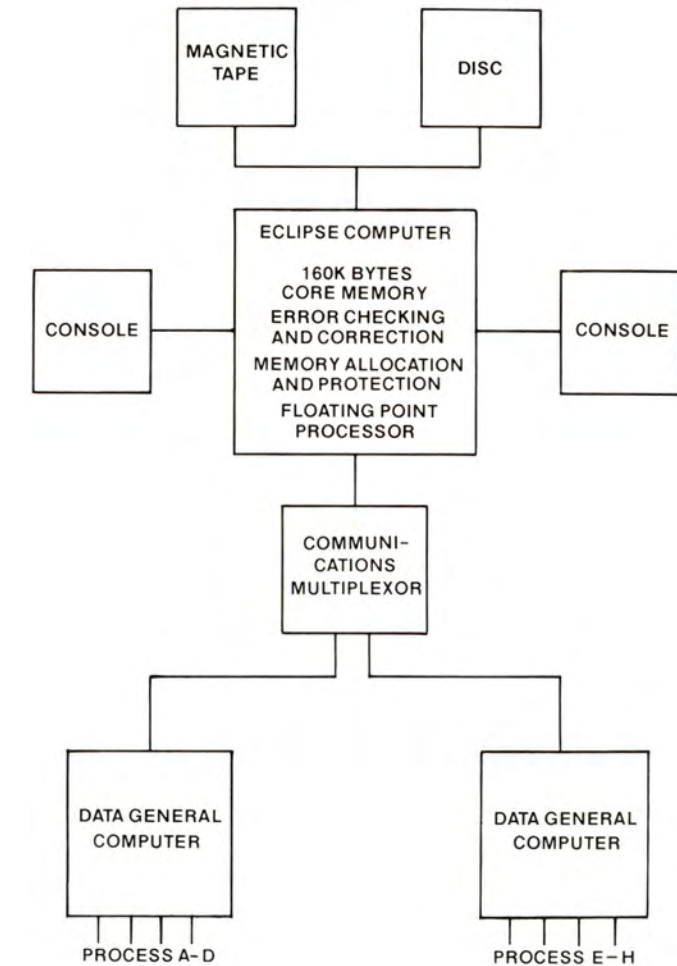 MAGNETIC
TAPE
DISC
ECLIPSE COMPUTER
160K BYTES
CORE MEMORY
ERROR CHECKING
AND CORRECTION
MEMORY ALLOCATION
AND PROTECTION
FLOATING POINT
PROCESSOR
CONSOLE
CONSOLE
COMMUNI-
CATIONS
MULTIPLEXOR
DATA GENERAL
COMPUTER
DATA GENERAL
COMPUTER
PROCESS A-D
PROCESS E-H